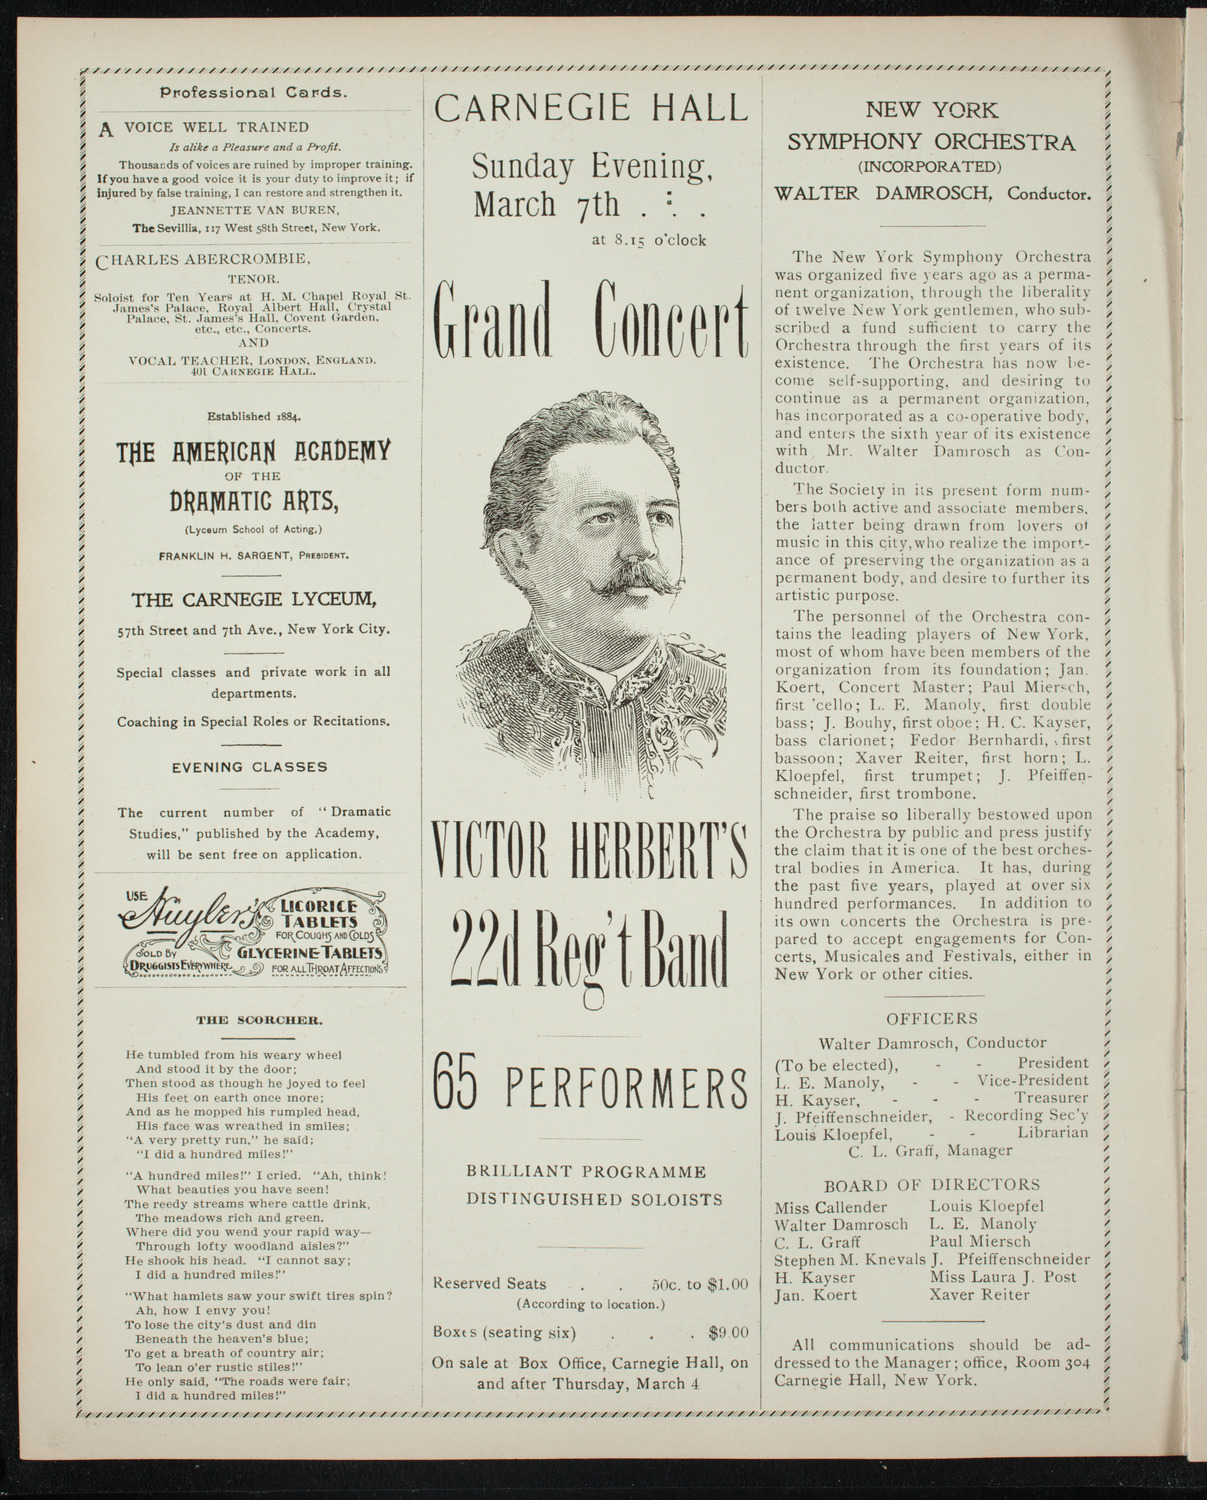 Professional Cards.
A VOICE WELL TRAINED
Is alike a Pleasure and a Profit.
Thousands of voices are ruined by improper training.
If you have a good voice it is your duty to improve it; if
injured by false training, I can restore and strengthen it.
JEANNETTE VAN BUREN,
The Sevillia, 117 West 58th Street, New York.
CHARLES ABERCROMBIE,
TENOR.
Soloist for Ten Years at H. M. Chapel Royal St.
James's Palace, Royal Albert Hall, Crystal
Palace, St. James's Hall, Covent Garden,
etc., etc., Concerts.
AND
VOCAL TEACHER, LONDON, ENGLAND.
401 CARNEGIE HALL.
Established 1884.
THE AMERICAN ACADEMY
OF THE
DRAMATIC ARTS,
(Lyceum School of Acting,)
FRANKLIN H. SARGENT, PRESIDENT.
THE CARNEGIE LYCEUM,
57th Street and 7th Ave., New York City.
Special classes and private work in all
departments.
Coaching in Special Roles or Recitations.
EVENING CLASSES
The current number of "Dramatic
Studies," published by the Academy,
will be sent free on application.
USE
Huyler's
LICORICE
TABLETS
FOR COUGHS AND COLDS
SOLD BY
DRUGGISTS EVERYWHERE
GLYCERINE TABLETS
FOR ALL THROAT AFFECTIONS
THE SCORCHER.
He tumbled from his weary wheel
And stood it by the door;
Then stood as though he joyed to feel
His feet on earth once more;
And as he mopped his rumpled head,
His face was wreathed in smiles;
"A very pretty run," he said;
"I did a hundred miles!"
"A hundred miles!" I cried. "Ah, think!
What beauties you have seen!
The reedy streams where cattle drink,
The meadows rich and green.
Where did you wend your rapid way—
Through lofty woodland aisles?"
He shook his head. "I cannot say;
I did a hundred miles!"
"What hamlets saw your swift tires spin?
Ah, how I envy you!
To lose the city's dust and din
Beneath the heaven's blue;
To get a breath of country air;
To lean o'er rustic stiles!"
He only said, "The roads were fair;
I did a hundred miles!"
CARNEGIE HALL
Sunday Evening,
March 7th . : .
at 8.15 o'clock
Grand Concert
VICTOR HERBERT'S
22d Reg't Band
65 PERFORMERS
BRILLIANT PROGRAMME
DISTINGUISHED SOLOISTS
Reserved Seats . . 50c. to $1.00
(According to location.)
Boxes (seating six) . . . $9.00
On sale at Box Office, Carnegie Hall, on
and after Thursday, March 4
NEW YORK
SYMPHONY ORCHESTRA
(INCORPORATED)
WALTER DAMROSCH, Conductor.
The New York Symphony Orchestra
was organized five years ago as a perma-
nent organization, through the liberality
of twelve New York gentlemen, who sub-
scribed a fund sufficient to carry the
Orchestra through the first years of its
existence. The Orchestra has now be-
come self-supporting, and desiring to
continue as a permanent organization,
has incorporated as a co-operative body,
and enters the sixth year of its existence
with Mr. Walter Damrosch as Con-
ductor.
The Society in its present form num-
bers both active and associate members,
the latter being drawn from lovers of
music in this city, who realize the import-
ance of preserving the organization as a
permanent body, and desire to further its
artistic purpose.
The personnel of the Orchestra con-
tains the leading players of New York,
most of whom have been members of the
organization from its foundation; Jan.
Koert, Concert Master; Paul Miersch,
first 'cello; L. E. Manoly, first double
bass; J. Bouhy, first oboe; H. C. Kayser,
bass clarionet; Fedor Bernhardi, first
bassoon; Xaver Reiter, first horn; L.
Kloepfel, first trumpet; J. Pfeiffen-
schneider, first trombone.
The praise so liberally bestowed upon
the Orchestra by public and press justify
the claim that it is one of the best orches-
tral bodies in America. It has, during
the past five years, played at over six
hundred performances. In addition to
its own concerts the Orchestra is pre-
pared to accept engagements for Con-
certs, Musicales and Festivals, either in
New York or other cities.
OFFICERS
Walter Damrosch, Conductor
(To be elected), - - President
L. E. Manoly, - - Vice-President
H. Kayser, - - - Treasurer
J. Pfeiffenschneider, - Recording Sec'y
Louis Kloepfel, - - Librarian
C. L. Graff, Manager
BOARD OF DIRECTORS
Miss Callender Louis Kloepfel
Walter Damrosch L. E. Manoly
C. L. Graff Paul Miersch
Stephen M. Knevals J. Pfeiffenschneider
H. Kayser Miss Laura J. Post
Jan. Koert Xaver Reiter
All communications should be ad-
dressed to the Manager; office, Room 304
Carnegie Hall, New York.